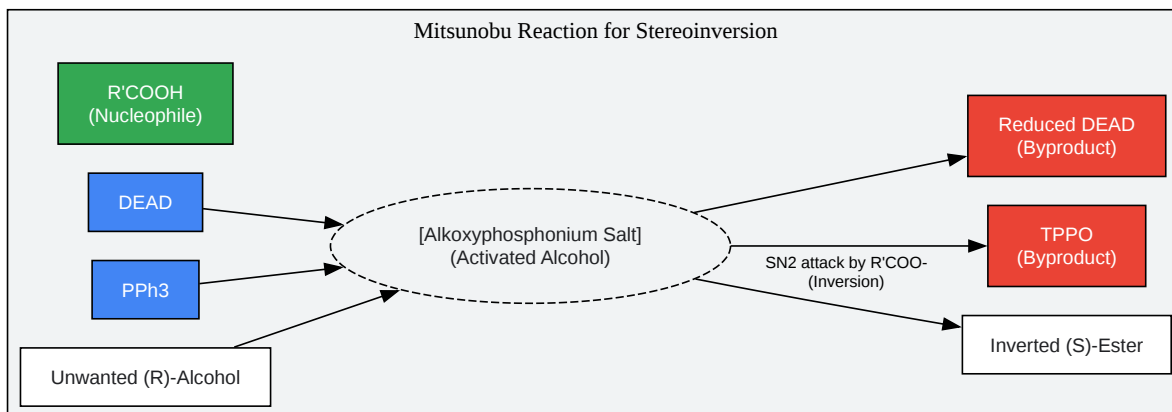 Mitsunobu Reaction for Stereoinversion
R'COOH
(Nucleophile)
DEAD
PPh3
Unwanted (R)-Alcohol
[Alkoxyphosphonium Salt]
(Activated Alcohol)
SN2 attack by R'COO-
(Inversion)
Reduced DEAD
(Byproduct)
TPPO
(Byproduct)
Inverted (S)-Ester